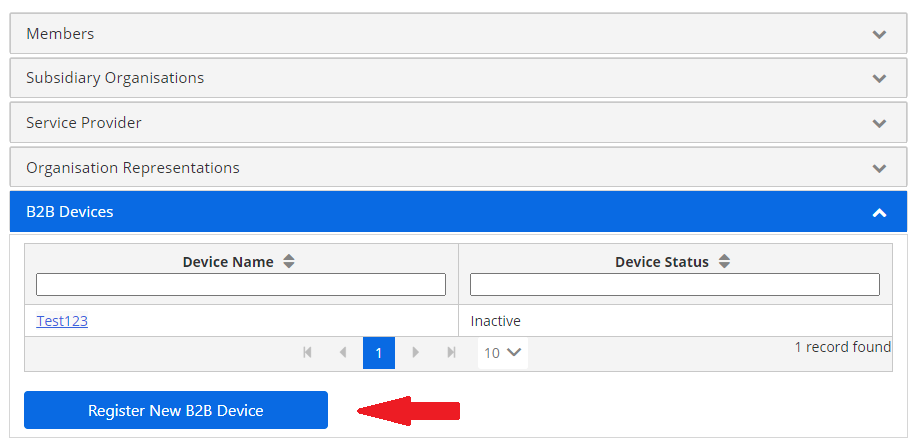 Members
Subsidiary Organisations
Service Provider
Organisation Representations
B2B Devices
Device Name Device Status
Test123 Inactive
1 10 1 record found
Register New B2B Device